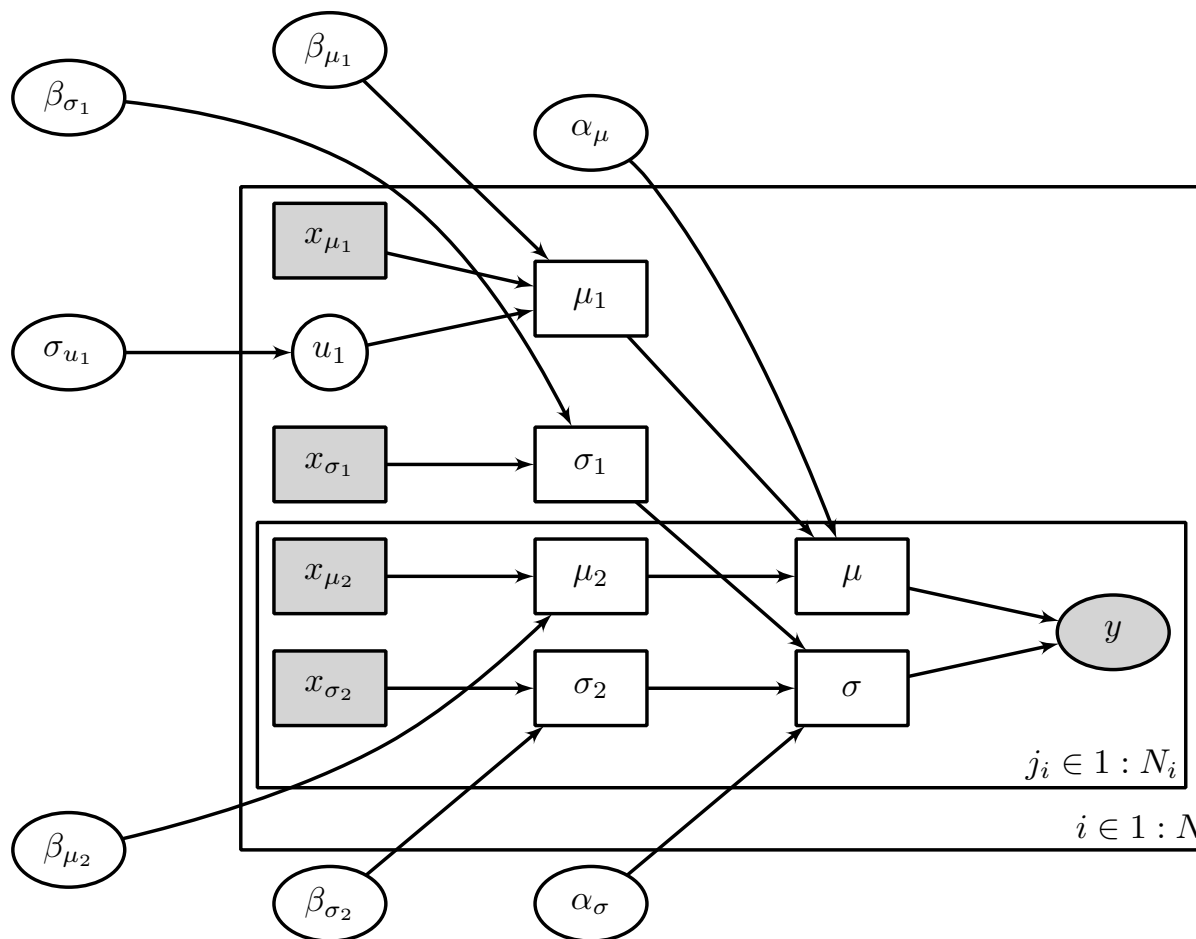 β_{μ_1}
β_{σ_1}
α_μ
x_{μ_1}
μ_1
σ_{u_1}
u_1
x_{σ_1}
σ_1
x_{μ_2}
μ_2
μ
y
x_{σ_2}
σ_2
σ
j_i ∈ 1 : N_i
i ∈ 1 : N
β_{μ_2}
β_{σ_2}
α_σ